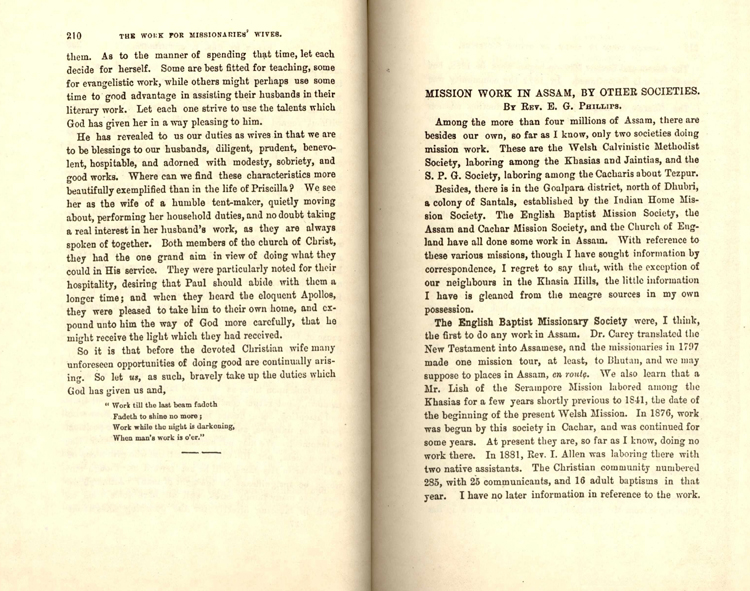 210 THE WORK FOR MISSIONARIES' WIVES.
them. As to the manner of spending that time, let each
decide for herself. Some are best fitted for teaching, some
for evangelistic work, while others might perhaps use some
time to good advantage in assisting their husbands in their
literary work. Let each one strive to use the talents which
God has given her in a way pleasing to him.
He has revealed to us our duties as wives in that we are
to be blessings to our husbands, diligent, prudent, benevo-
lent, hospitable, and adorned with modesty, sobriety, and
good works. Where can we find these characteristics more
beautifully exemplified than in the life of Priscilla? We see
her as the wife of a humble tent-maker, quietly moving
about, performing her household duties, and no doubt taking
a real interest in her husband's work, as they are always
spoken of together. Both members of the church of Christ,
they had the one grand aim in view of doing what they
could in His service. They were particularly noted for their
hospitality, desiring that Paul should abide with them a
longer time; and when they heard the eloquent Apollos,
they were pleased to take him to their own home, and ex-
pound unto him the way of God more carefully, that he
might receive the light which they had received.
So it is that before the devoted Christian wife many
unforeseen opportunities of doing good are continually aris-
ing. So let us, as such, bravely take up the duties which
God has given us and,
" Work till the last beam fadeth
Fadeth to shine no more ;
Work while the night is darkening,
When man's work is o'er."
MISSION WORK IN ASSAM, BY OTHER SOCIETIES.
BY REV. E. G. PHILLIPS.
Among the more than four millions of Assam, there are
besides our own, so far as I know, only two societies doing
mission work. These are the Welsh Calvinistic Methodist
Society, laboring among the Khasias and Jaintias, and the
S. P. G. Society, laboring among the Cacharis about Tezpur.
Besides, there is in the Goalpara district, north of Dhubri,
a colony of Santals, established by the Indian Home Mis-
sion Society. The English Baptist Mission Society, the
Assam and Cachar Mission Society, and the Church of Eng-
land have all done some work in Assam. With reference to
these various missions, though I have sought information by
correspondence, I regret to say that, with the exception of
our neighbours in the Khasia Hills, the little information
I have is gleaned from the meagre sources in my own
possession.
The English Baptist Missionary Society were, I think,
the first to do any work in Assam. Dr. Carey translated the
New Testament into Assamese, and the missionaries in 1797
made one mission tour, at least, to Bhutan, and we may
suppose to places in Assam, en route. We also learn that a
Mr. Lish of the Serampore Mission labored among the
Khasias for a few years shortly previous to 1841, the date of
the beginning of the present Welsh Mission. In 1876, work
was begun by this society in Cachar, and was continued for
some years. At present they are, so far as I know, doing no
work there. In 1881, Rev. I. Allen was laboring there with
two native assistants. The Christian community numbered
285, with 25 communicants, and 16 adult baptisms in that
year. I have no later information in reference to the work.